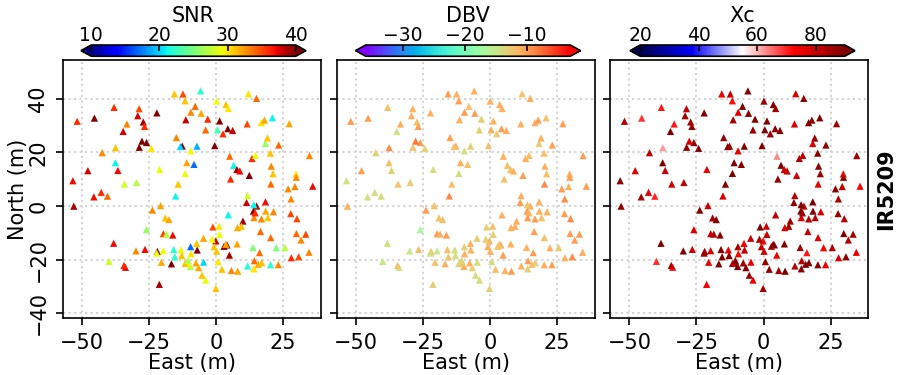 SNR DBV Xc
10 20 30 40 −30 −20 −10 20 40 60 80
40
20
0
−20
−40
North (m)
IR5209
−50 −25 0 25 −50 −25 0 25 −50 −25 0 25
East (m) East (m) East (m)